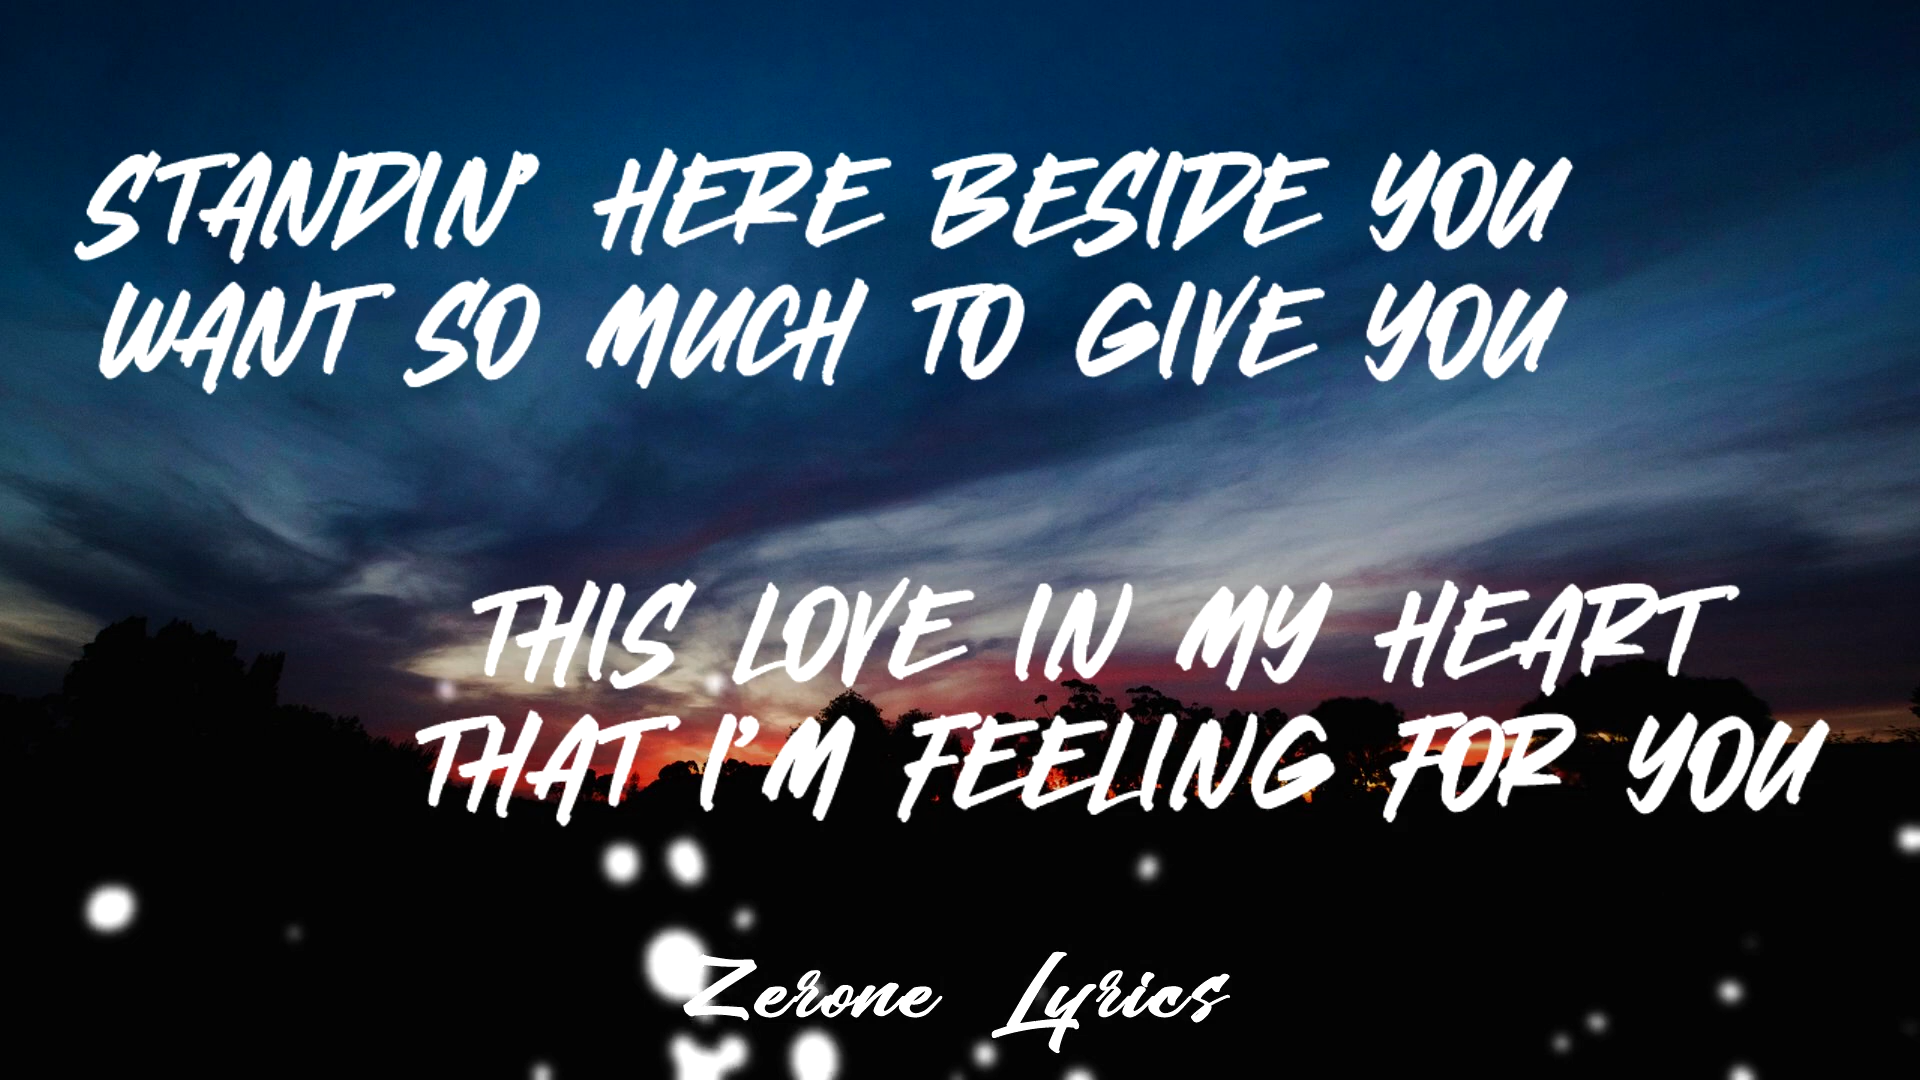 STANDIN' HERE BESIDE YOU
WANT SO MUCH TO GIVE YOU
THIS LOVE IN MY HEART
THAT I'M FEELING FOR YOU
Zerone Lyrics